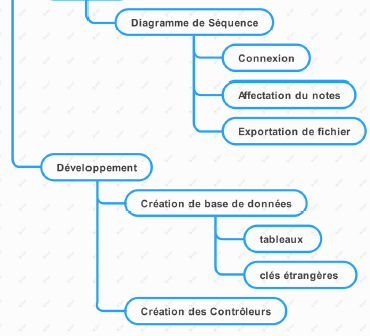 Diagramme de Séquence
Connexion
Affectation du notes
Exportation de fichier
Développement
Création de base de données
tableaux
clés étrangères
Création des Contrôleurs